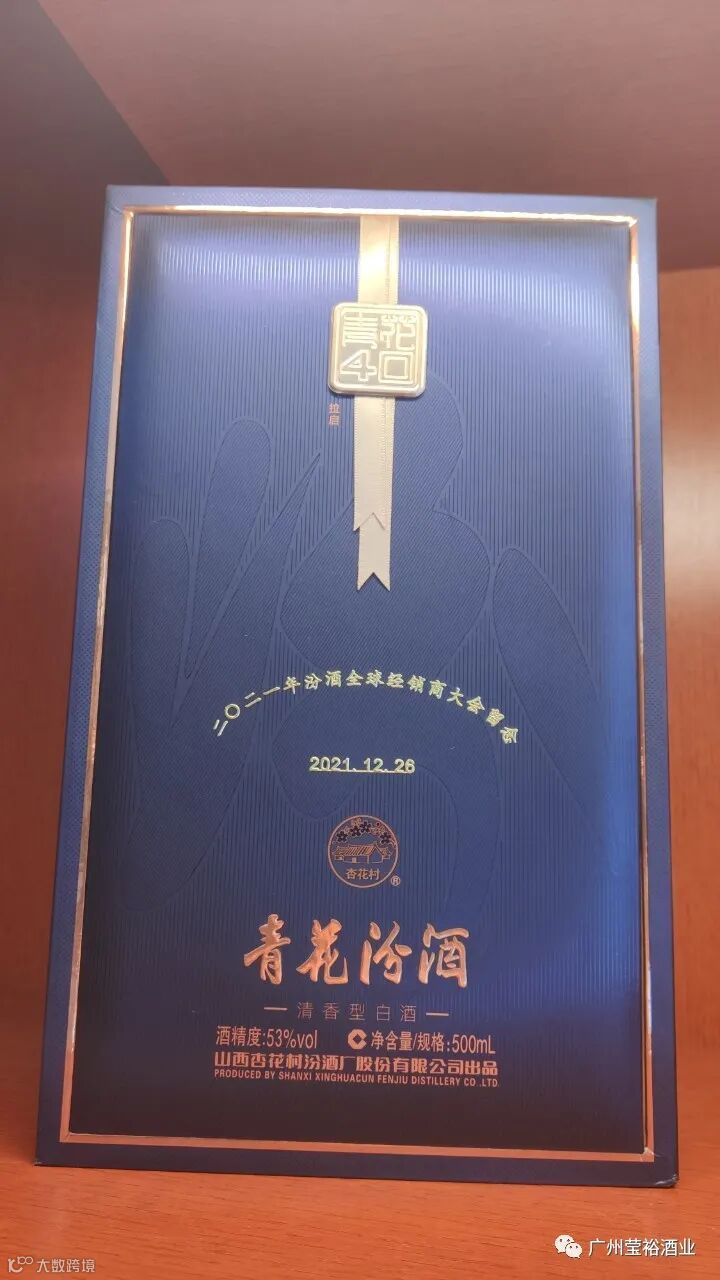 青花
40
拉启
二〇二一年汾酒全球经销商大会留念
2021.12.26
杏花村
®
青花汾酒
清香型白酒
酒精度:53%vol 净含量/规格:500mL
山西杏花村汾酒厂股份有限公司出品
PRODUCED BY SHANXI XINGHUACUN FENJIU DISTILLERY CO.,LTD.
大数跨境
广州莹裕酒业